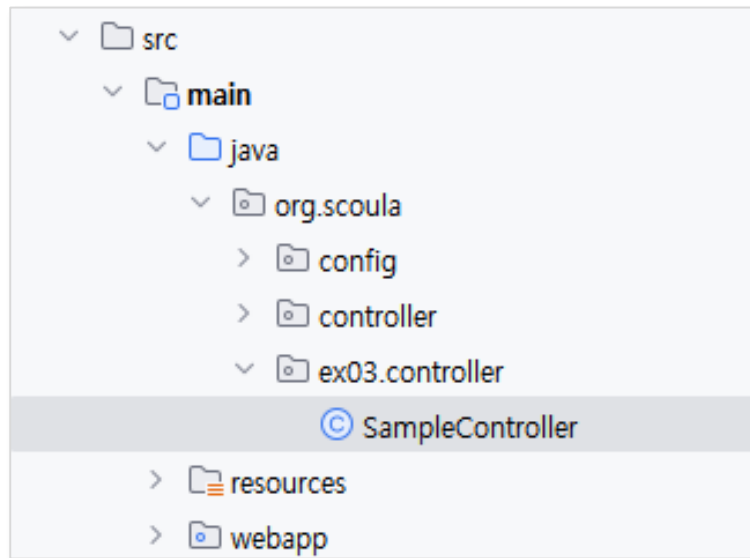 src
main
java
org.scoula
config
controller
ex03.controller
SampleController
resources
webapp